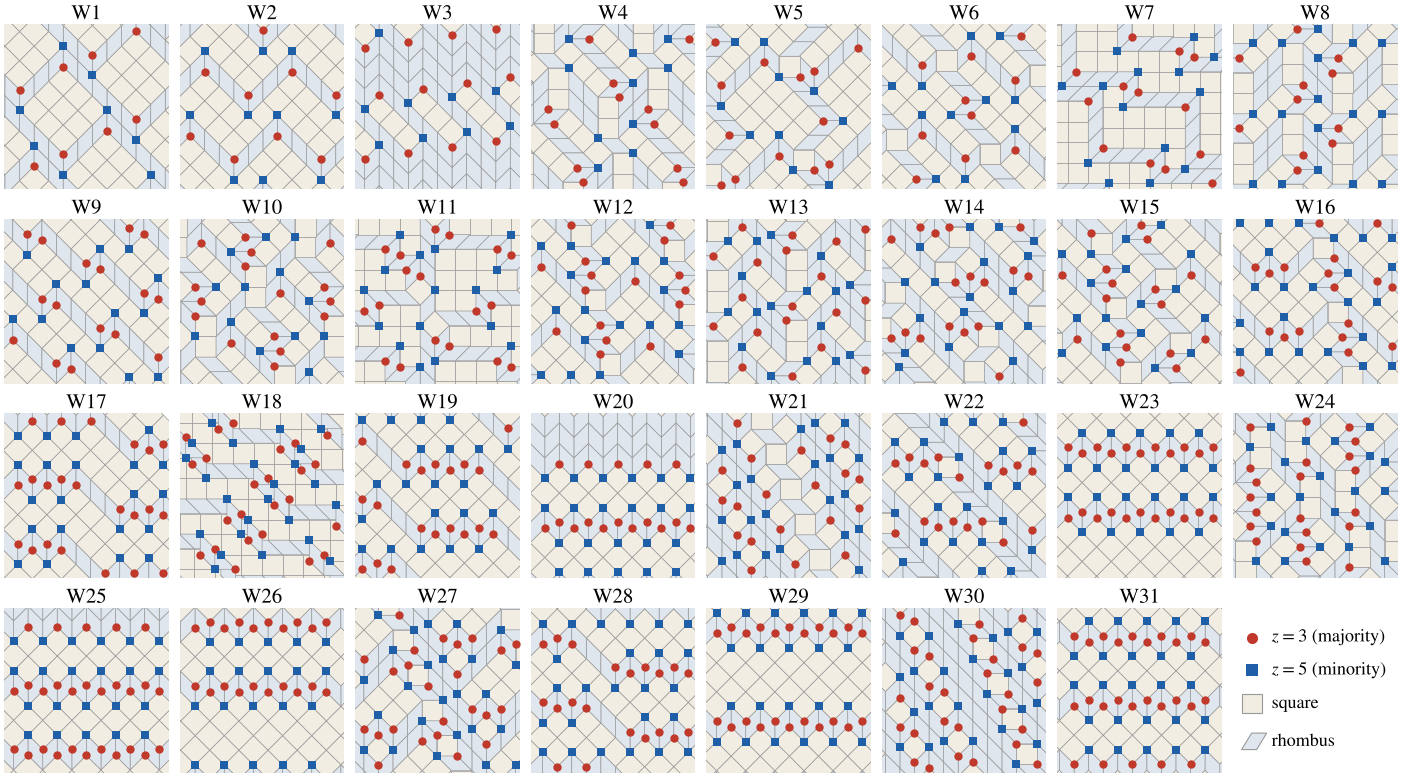 W1 W2 W3 W4 W5 W6 W7 W8
W9 W10 W11 W12 W13 W14 W15 W16
W17 W18 W19 W20 W21 W22 W23 W24
W25 W26 W27 W28 W29 W30 W31
z = 3 (majority)
z = 5 (minority)
square
rhombus